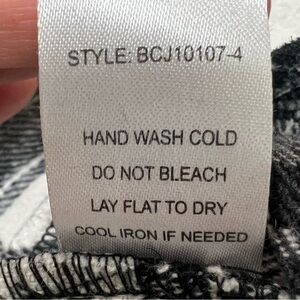 STYLE: BCJ10107-4
HAND WASH COLD
DO NOT BLEACH
LAY FLAT TO DRY
COOL IRON IF NEEDED